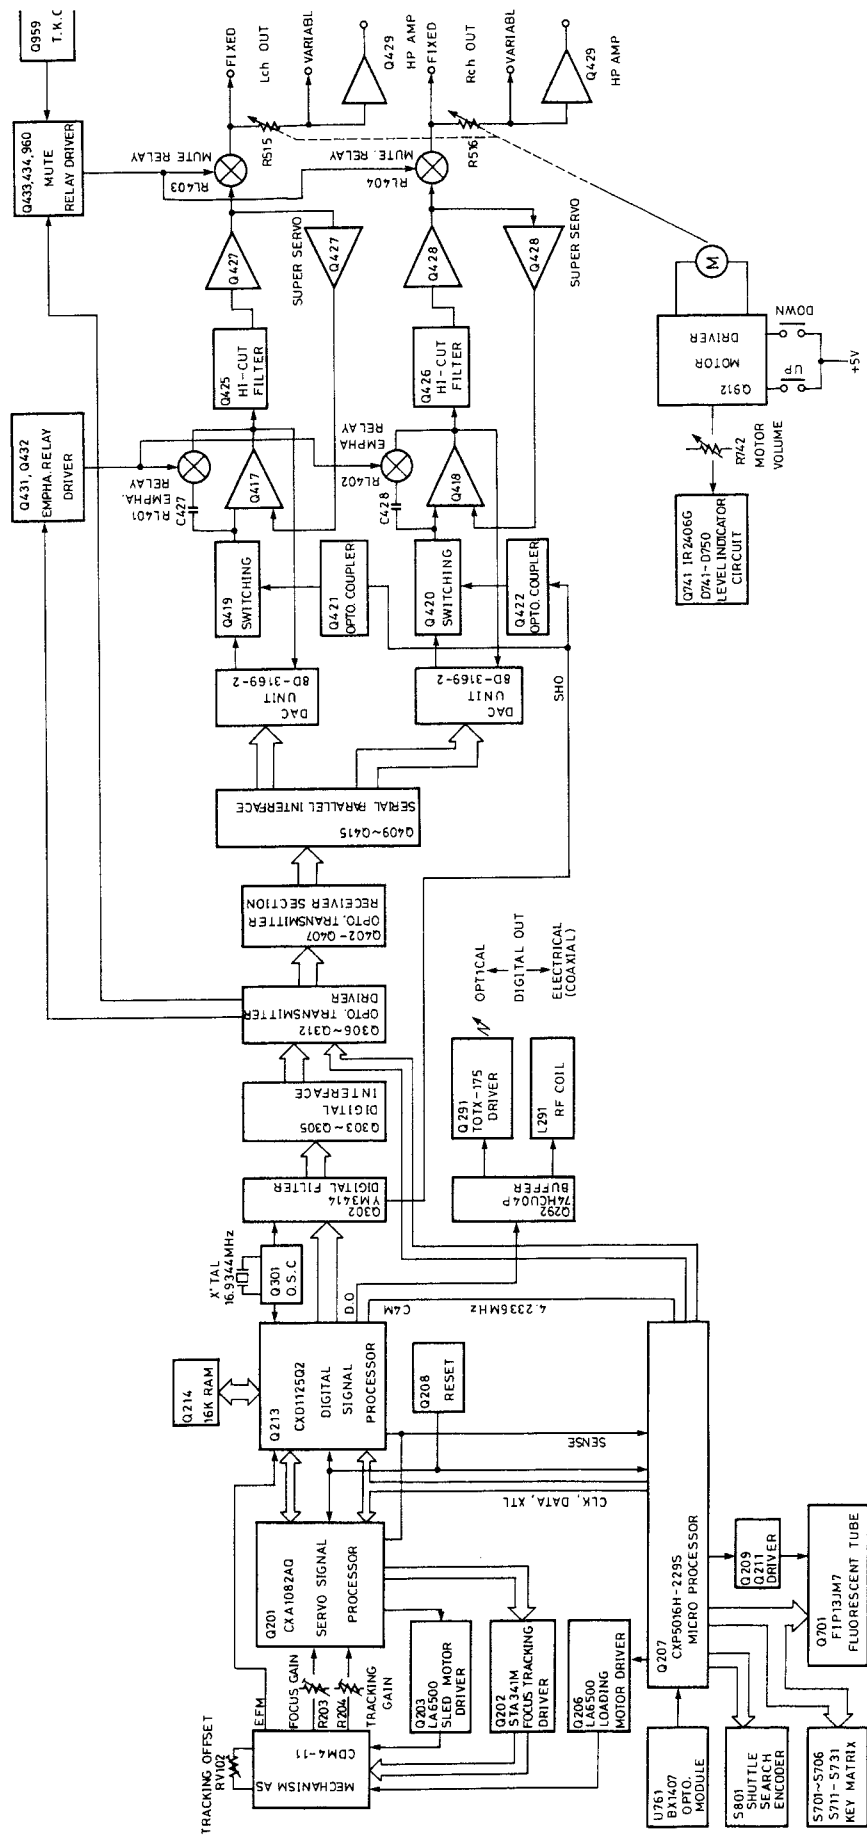 Q959
T.K.C
Q433,434,960
MUTE
RELAY DRIVER
FIXED
Lch OUT
VARIABL
Q429
HP AMP
FIXED
Rch OUT
VARIABL
Q429
HP AMP
MUTE RELAY
RL403
R515
MUTE. RELAY
RL404
R516
Q427
Q427
SUPER SERVO
Q428
Q428
SUPER SERVO
M
Q425
HI-CUT
FILTER
Q426
HI-CUT
FILTER
MOTOR
DRIVER
Q912
DOWN
UP
+5V
R742
MOTOR
VOLUME
Q741 IR2406G
D741~D750
LEVEL INDICATOR
CIRCUIT
Q431, Q432
EMPHA. RELAY
DRIVER
RL401
EMPHA.
RELAY
C427
Q417
EMPHA
RELAY
RL402
C428
Q418
Q419
SWITCHING
Q421
OPTO. COUPLER
Q420
SWITCHING
Q422
OPTO. COUPLER
DAC
UNIT
8D-3169-2
DAC
UNIT
8D-3169-2
SHO
SERIAL PARALLEL INTERFACE
Q409~Q415
Q402-Q407
OPTO. TRANSMITTER
RECEIVER SECTION
Q306~Q312
OPTO. TRANSMITTER
DRIVER
Q303~Q305
DIGITAL
INTERFACE
Q302
YM3414
DIGITAL FILTER
OPTICAL
DIGITAL OUT
ELECTRICAL
(COAXIAL)
Q291
TOTX-175
DRIVER
L291
RF COIL
Q292
74HCU04P
BUFFER
X'TAL
16.9344MHz
Q301
O.S.C
D.O
C4M
4.2336MHz
Q214
16K RAM
Q213
CXD1125Q2
DIGITAL
SIGNAL
PROCESSOR
Q208
RESET
SENSE
CLK, DATA, XTL
Q201
CXA1082AQ
SERVO SIGNAL
PROCESSOR
EFM
FOCUS GAIN
R203
R204
TRACKING
GAIN
TRACKING OFFSET
RV102
MECHANISM AS
CDM4-11
Q203
LA6500
SLED MOTOR
DRIVER
Q202
STA341M
FOCUS TRACKING
DRIVER
Q206
LA6500
LOADING
MOTOR DRIVER
Q207
CXP5016H-229S
MICRO PROCESSOR
Q209
Q211
DRIVER
Q701
FIP13JM7
FLUORESCENT TUBE
U761
BX1407
OPTO.
MODULE
S801
SHUTTLE
SEARCH
ENCODER
S701~S706
S711-S731
KEY MATRIX